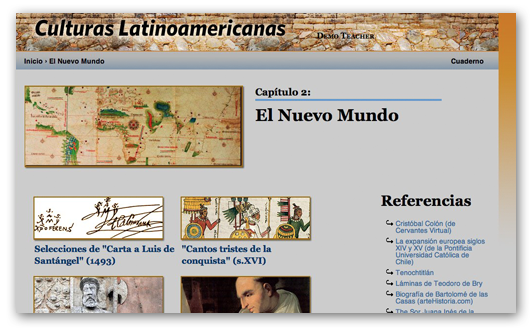 Culturas Latinoamericanas
Demo Teacher
Inicio › El Nuevo Mundo
Cuaderno
Capítulo 2:
El Nuevo Mundo
Selecciones de "Carta a Luis de
Santángel" (1493)
"Cantos tristes de la
conquista" (s.XVI)
Referencias
Cristóbal Colón (de
Cervantes Virtual)
La expansión europea siglos
XIV y XV (de la Pontificia
Universidad Católica de
Chile)
Tenochtitlán
Láminas de Teodoro de Bry
Biografía de Bartolomé de las
Casas (arteHistoria.com)
The Sor Juana Inés de la